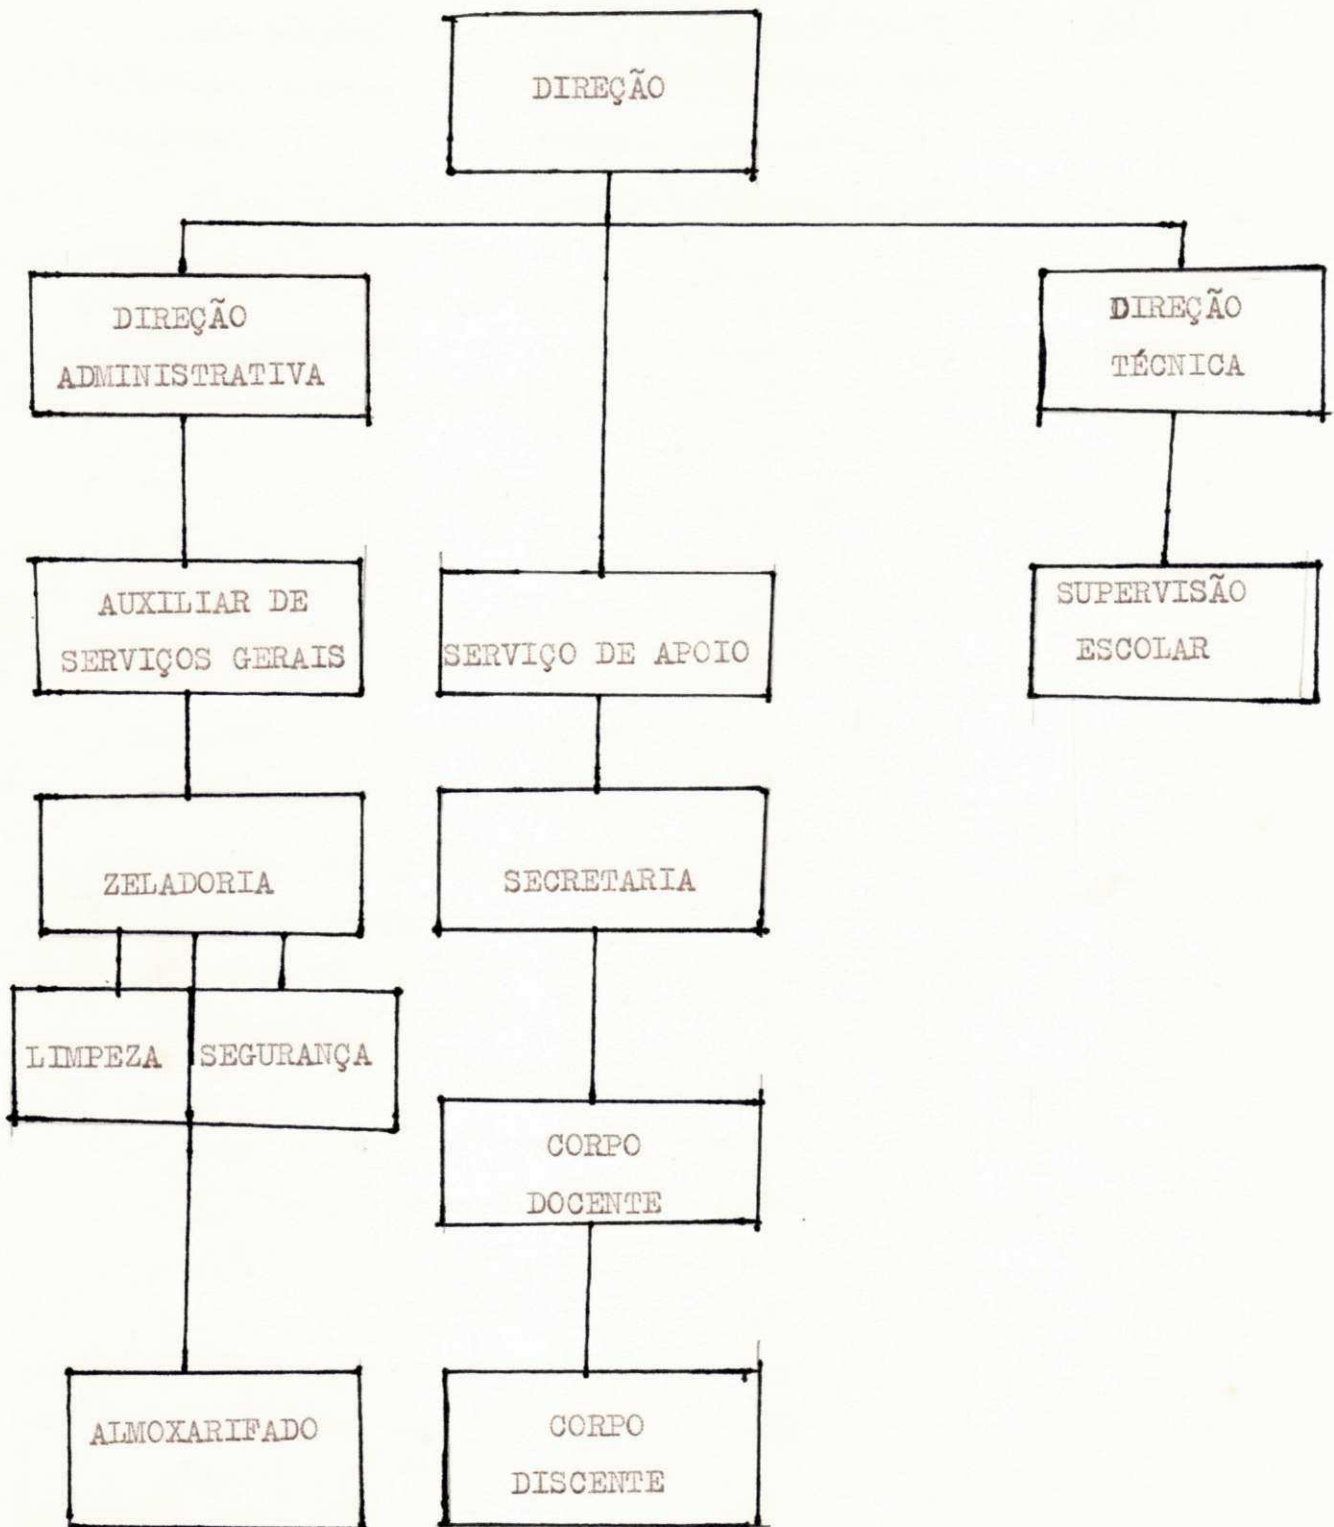 DIREÇÃO
DIREÇÃO
ADMINISTRATIVA
DIREÇÃO
TÉCNICA
AUXILIAR DE
SERVIÇOS GERAIS
SERVIÇO DE APOIO
SUPERVISÃO
ESCOLAR
ZELADORIA
SECRETARIA
LIMPEZA
SEGURANÇA
CORPO
DOCENTE
ALMOXARIFADO
CORPO
DISCENTE